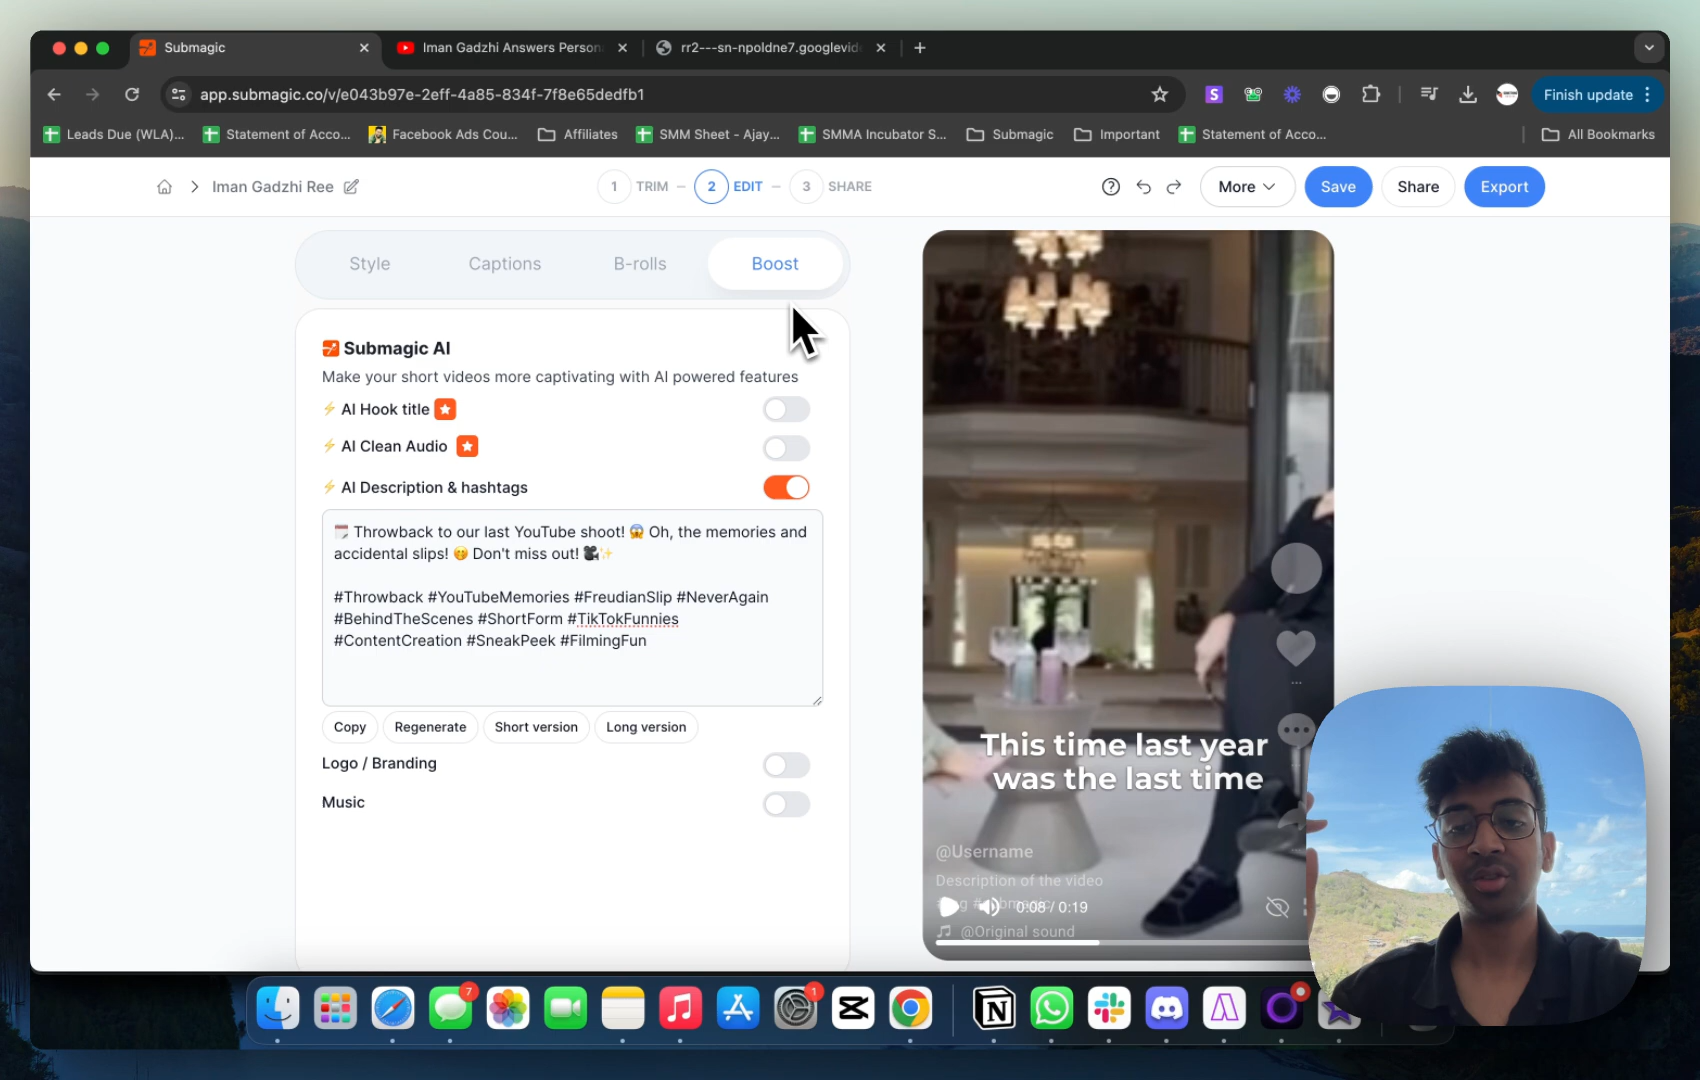 Submagic
Iman Gadzhi Answers Person
rr2---sn-npoldne7.googlevid
app.submagic.co/v/e043b97e-2eff-4a85-834f-7f8e65dedfb1
Finish update
Leads Due (WLA)...
Statement of Acco...
Facebook Ads Cou...
Affiliates
SMM Sheet - Ajay...
SMMA Incubator S...
Submagic
Important
Statement of Acco...
All Bookmarks
Iman Gadzhi Ree
1 TRIM
2 EDIT
3 SHARE
More
Save
Share
Export
Style
Captions
B-rolls
Boost
Submagic AI
Make your short videos more captivating with AI powered features
⚡ AI Hook title
⚡ AI Clean Audio
⚡ AI Description & hashtags
🗓️ Throwback to our last YouTube shoot! 😱 Oh, the memories and
accidental slips! 🤭 Don't miss out! 🎥✨
#Throwback #YouTubeMemories #FreudianSlip #NeverAgain
#BehindTheScenes #ShortForm #TikTokFunnies
#ContentCreation #SneakPeek #FilmingFun
Copy
Regenerate
Short version
Long version
Logo / Branding
Music
This time last year
was the last time
@Username
Description of the video
0:08 / 0:19
@Original sound
7
1